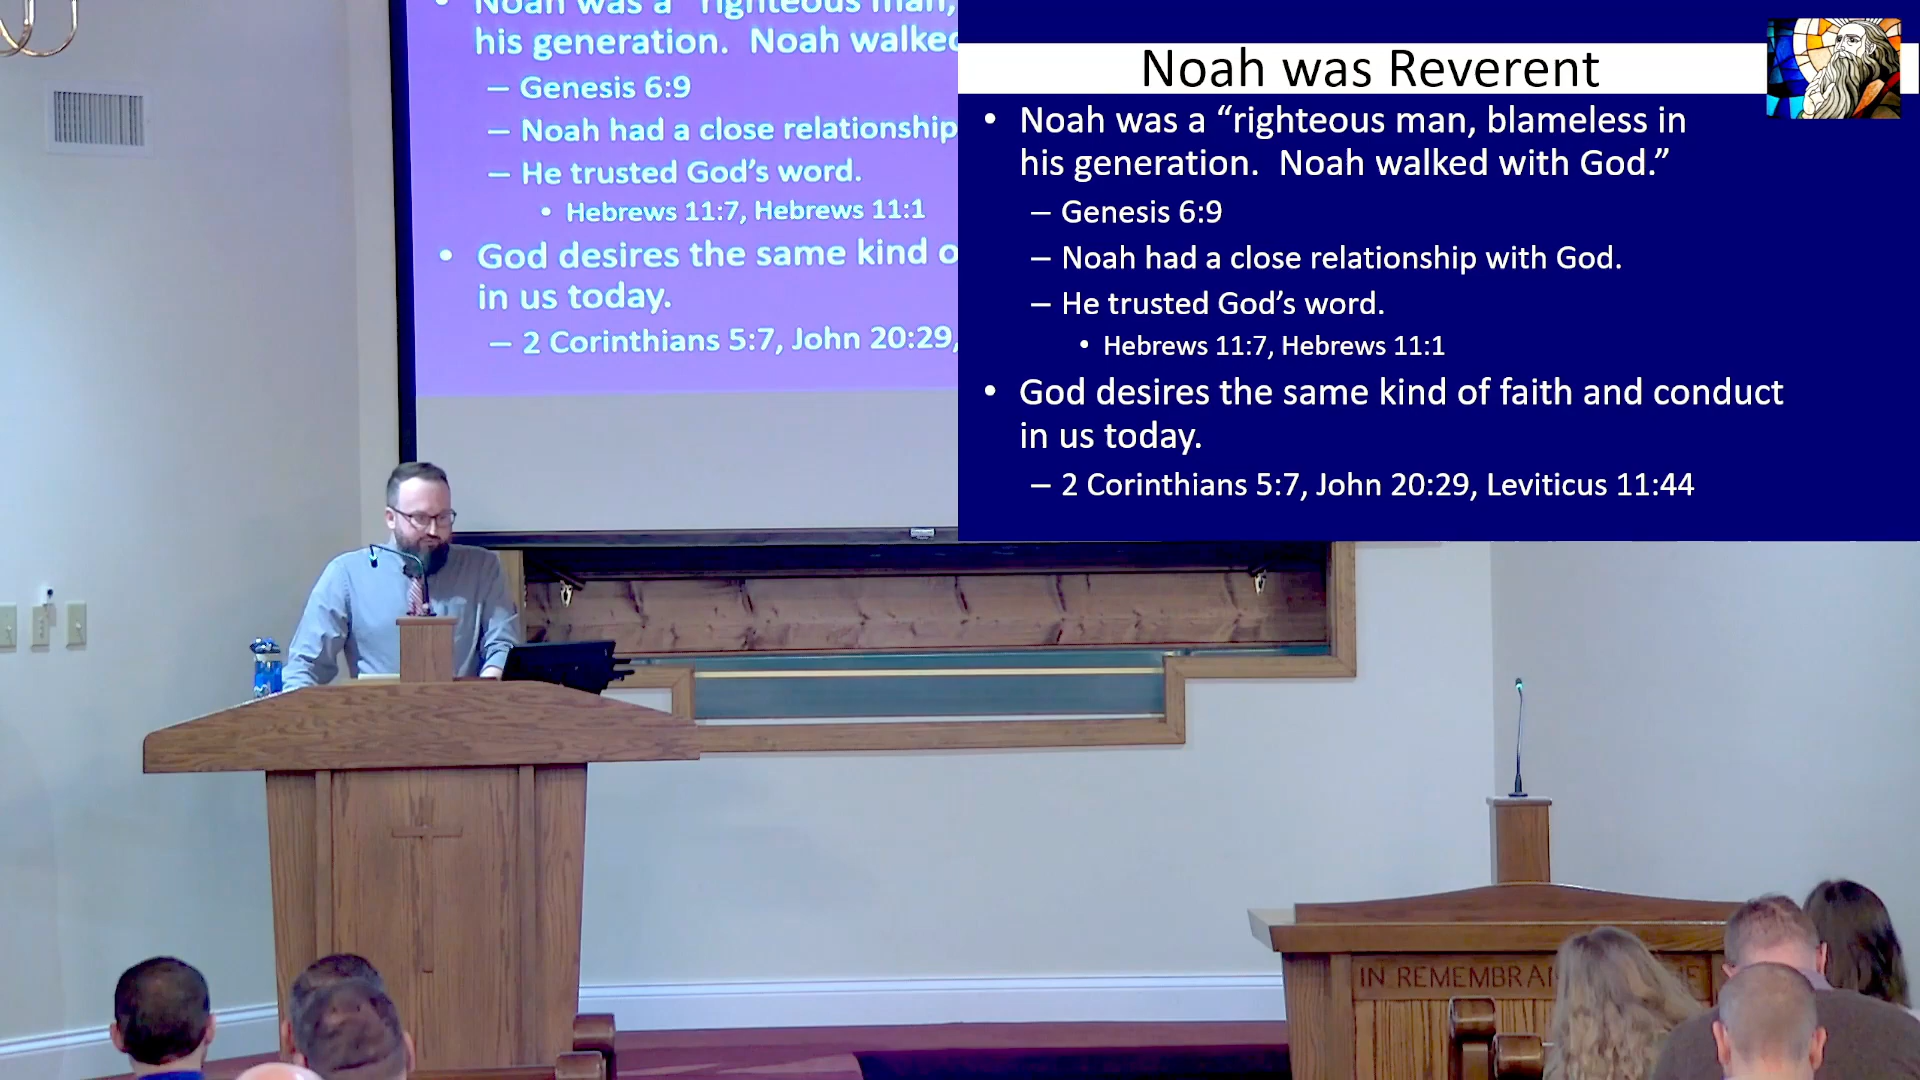 Noah was a “righteous man,
his generation.  Noah walked
– Genesis 6:9
– Noah had a close relationship
– He trusted God’s word.
• Hebrews 11:7, Hebrews 11:1
• God desires the same kind o
in us today.
– 2 Corinthians 5:7, John 20:29,
Noah was Reverent
• Noah was a “righteous man, blameless in
his generation.  Noah walked with God.”
– Genesis 6:9
– Noah had a close relationship with God.
– He trusted God’s word.
• Hebrews 11:7, Hebrews 11:1
• God desires the same kind of faith and conduct
in us today.
– 2 Corinthians 5:7, John 20:29, Leviticus 11:44
IN REMEMBRAN ME